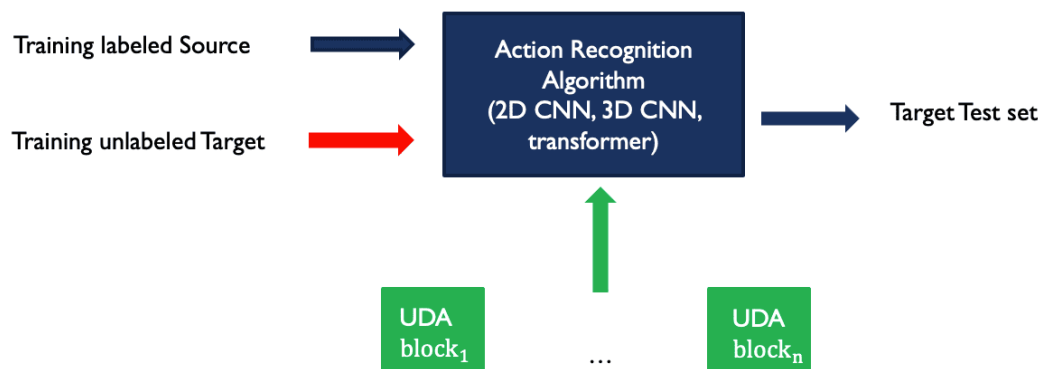 Training labeled Source
Action Recognition
Algorithm
(2D CNN, 3D CNN,
transformer)
Target Test set
Training unlabeled Target
UDA
block₁
...
UDA
blockₙ